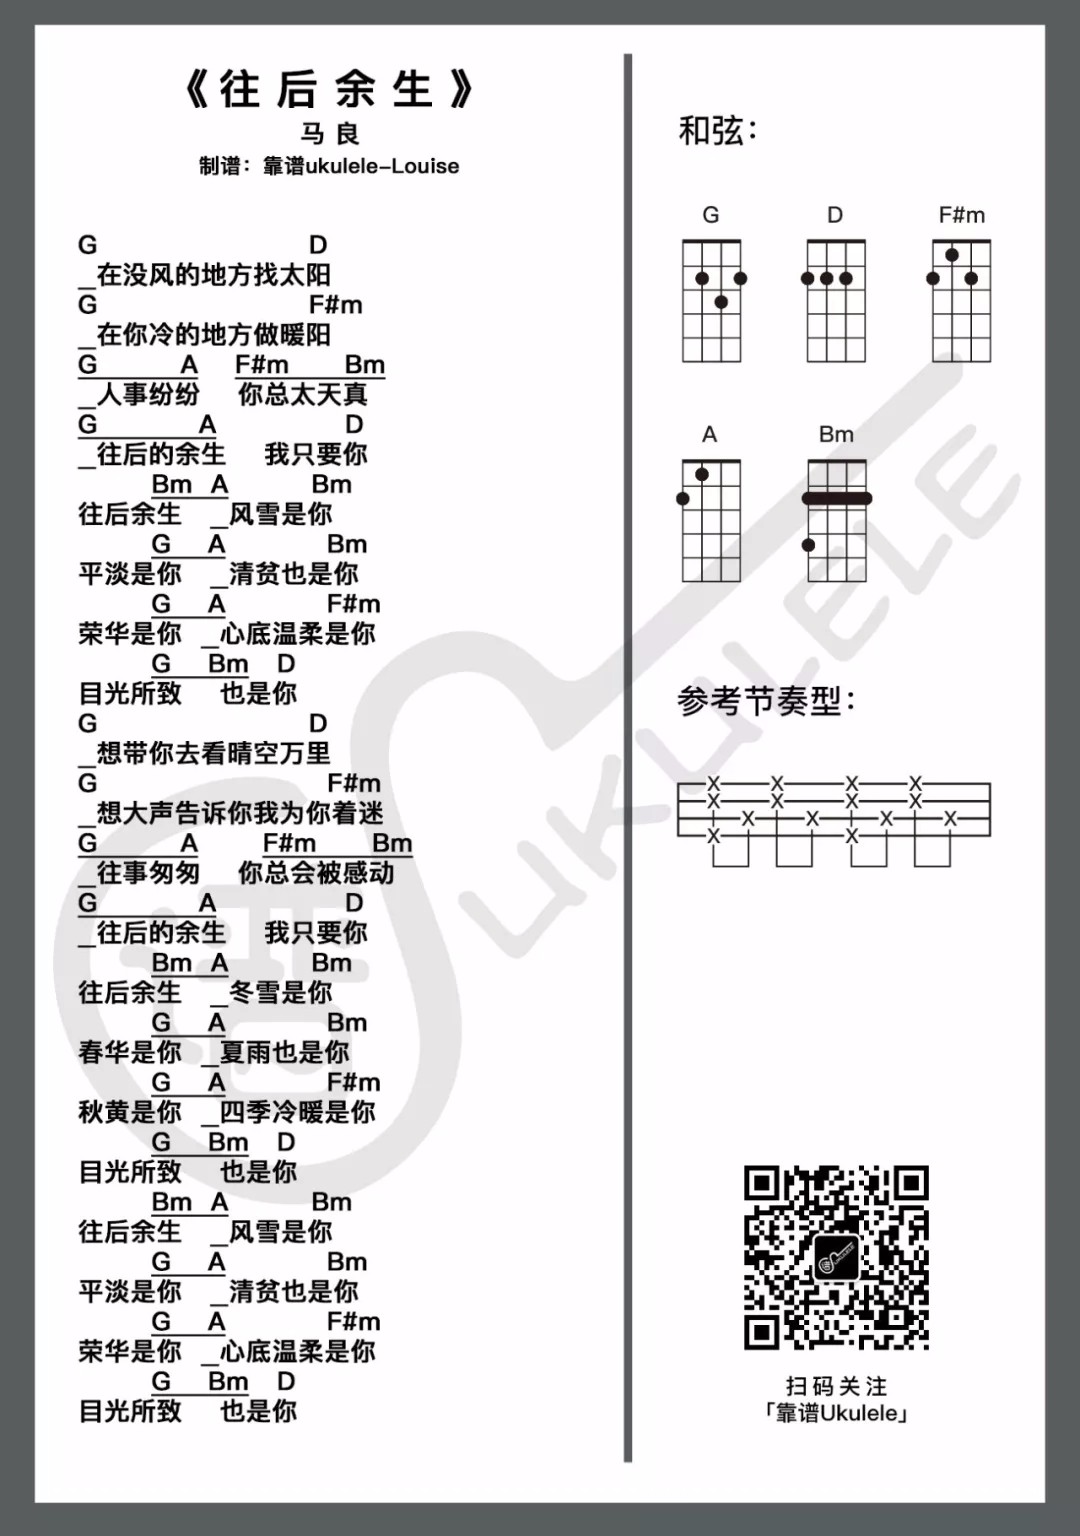 《往后余生》
马良
制谱：靠谱ukulele-Louise
G D
_在没风的地方找太阳
G F#m
_在你冷的地方做暖阳
G A F#m Bm
_人事纷纷 你总太天真
G A D
_往后的余生 我只要你
Bm A Bm
往后余生 _风雪是你
G A Bm
平淡是你 _清贫也是你
G A F#m
荣华是你 _心底温柔是你
G Bm D
目光所致 也是你
G D
_想带你去看晴空万里
G F#m
_想大声告诉你我为你着迷
G A F#m Bm
_往事匆匆 你总会被感动
G A D
_往后的余生 我只要你
Bm A Bm
往后余生 _冬雪是你
G A Bm
春华是你 _夏雨也是你
G A F#m
秋黄是你 _四季冷暖是你
G Bm D
目光所致 也是你
Bm A Bm
往后余生 _风雪是你
G A Bm
平淡是你 _清贫也是你
G A F#m
荣华是你 _心底温柔是你
G Bm D
目光所致 也是你
和弦：
G D F#m
A Bm
参考节奏型：
X X X X
X X X X
X X X X
X X
扫码关注
「靠谱Ukulele」
UKULELE
谱